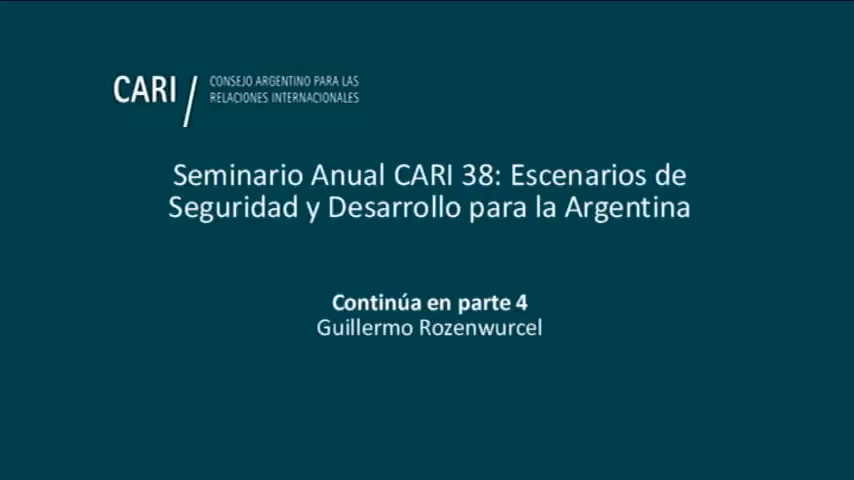 CARI
CONSEJO ARGENTINO PARA LAS
RELACIONES INTERNACIONALES
Seminario Anual CARI 38: Escenarios de
Seguridad y Desarrollo para la Argentina
Continúa en parte 4
Guillermo Rozenwurcel